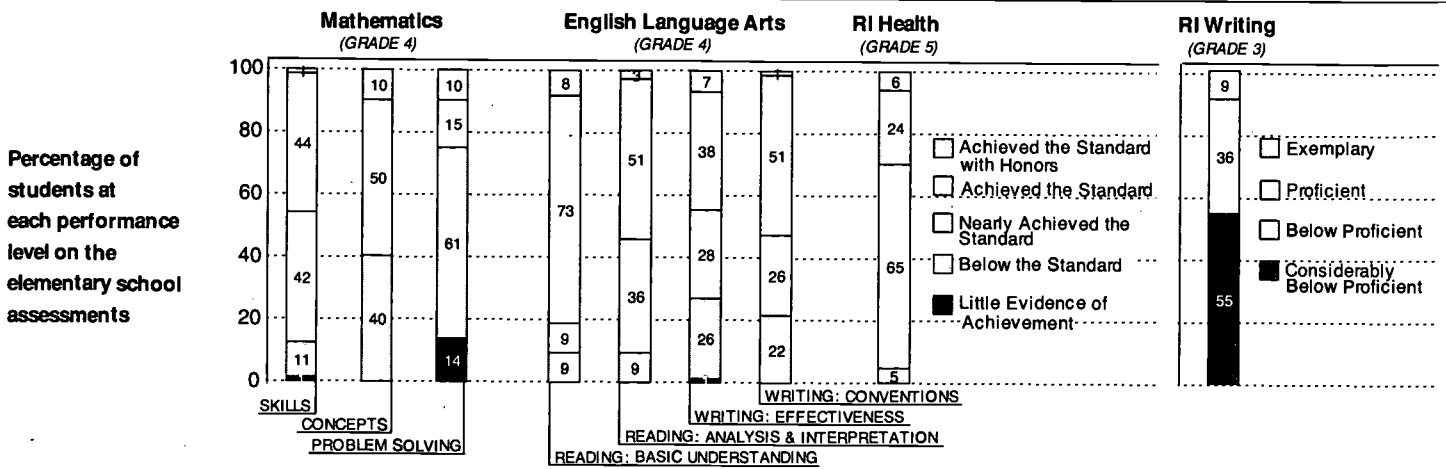 Mathematics
(GRADE 4)
English Language Arts
(GRADE 4)
RI Health
(GRADE 5)
RI Writing
(GRADE 3)
Percentage of
students at
each performance
level on the
elementary school
assessments
100
80
60
40
20
0
1
44
42
11
10
50
40
10
15
61
14
8
73
9
9
3
51
36
9
7
38
28
26
1
51
26
22
6
24
65
5
Achieved the Standard
with Honors
Achieved the Standard
Nearly Achieved the
Standard
Below the Standard
Little Evidence of
Achievement
9
36
55
Exemplary
Proficient
Below Proficient
Considerably
Below Proficient
SKILLS
CONCEPTS
PROBLEM SOLVING
WRITING: CONVENTIONS
WRITING: EFFECTIVENESS
READING: ANALYSIS & INTERPRETATION
READING: BASIC UNDERSTANDING